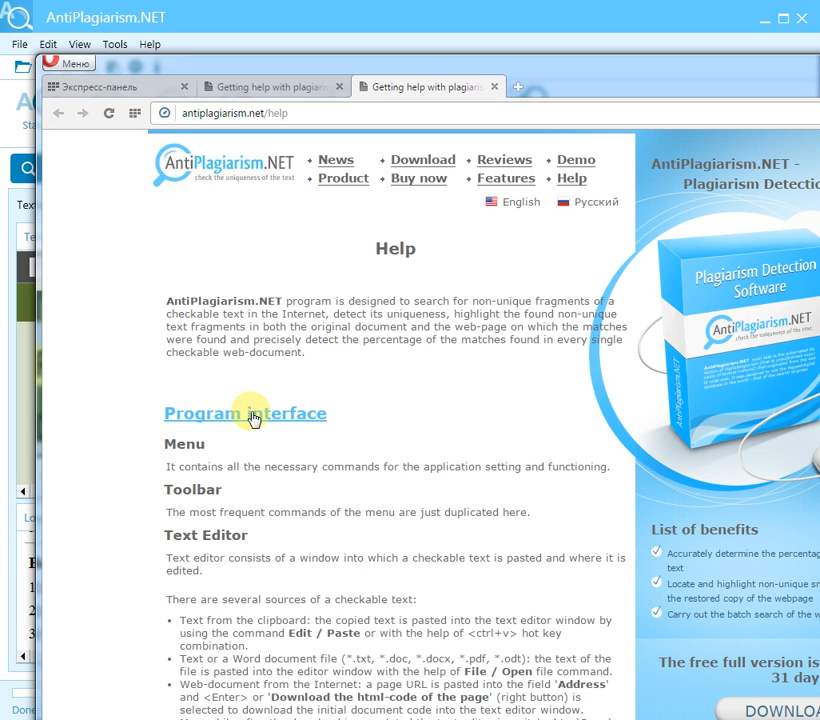 AntiPlagiarism.NET
File Edit View Tools Help
Меню
Экспресс-панель
Getting help with plagiaris
Getting help with plagiaris
antiplagiarism.net/help
AntiPlagiarism.NET
check the uniqueness of the text
News Download Reviews Demo
Product Buy now Features Help
English Русский
Help
AntiPlagiarism.NET program is designed to search for non-unique fragments of a
checkable text in the Internet, detect its uniqueness, highlight the found non-unique
text fragments in both the original document and the web-page on which the matches
were found and precisely detect the percentage of the matches found in every single
checkable web-document.
Program interface
Menu
It contains all the necessary commands for the application setting and functioning.
Toolbar
The most frequent commands of the menu are just duplicated here.
Text Editor
Text editor consists of a window into which a checkable text is pasted and where it is
edited.
There are several sources of a checkable text:
• Text from the clipboard: the copied text is pasted into the text editor window by
using the command Edit / Paste or with the help of <ctrl+v> hot key
combination.
• Text or a Word document file (*.txt, *.doc, *.docx, *.pdf, *.odt): the text of the
file is pasted into the editor window with the help of File / Open file command.
• Web-document from the Internet: a page URL is pasted into the field 'Address'
and <Enter> or 'Download the html-code of the page' (right button) is
selected to download the initial document code into the text editor window.
AntiPlagiarism.NET -
Plagiarism Detectio
Plagiarism Detection
Software
AntiPlagiarism.NET
AntiPlagiarism.NET
List of benefits
Accurately determine the percenta
text
Locate and highlight non-unique sn
the restored copy of the webpage
Carry out the batch search of the w
The free full version is
31 day
DOWNLOA
Sta
Tex
Te
Lo
1
2
3
Done